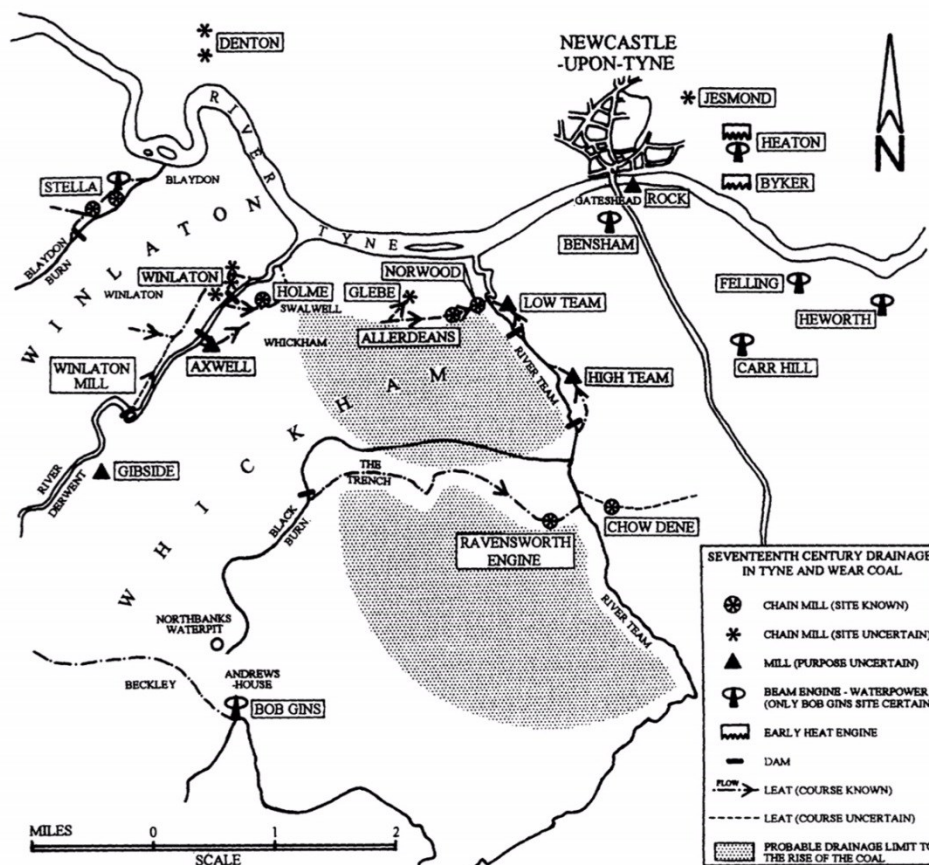 DENTON
NEWCASTLE
-UPON-TYNE
JESMOND
HEATON
BYKER
N
RIVER
TYNE
STELLA
BLAYDON
BLAYDON
BURN
WINLATON
GATESHEAD
ROCK
BENSHAM
FELLING
HEWORTH
CARR HILL
WINLATON
WINLATON
HOLME
SWALWELL
GLEBE
NORWOOD
LOW TEAM
ALLERDEANS
WHICKHAM
AXWELL
WINLATON
MILL
RIVER TEAM
HIGH TEAM
WHICKHAM
GIBSIDE
RIVER
DERWENT
THE
TRENCH
BLACK
BURN
RAVENSWORTH
ENGINE
CHOW DENE
RIVER TEAM
NORTHBANKS
WATERPIT
BECKLEY
ANDREWS
-HOUSE
BOB GINS
SEVENTEENTH CENTURY DRAINAGE
IN TYNE AND WEAR COAL
CHAIN MILL (SITE KNOWN)
CHAIN MILL (SITE UNCERTAIN)
MILL (PURPOSE UNCERTAIN)
BEAM ENGINE - WATERPOWER
(ONLY BOB GINS SITE CERTAIN
EARLY HEAT ENGINE
DAM
FLOW
LEAT (COURSE KNOWN)
LEAT (COURSE UNCERTAIN)
PROBABLE DRAINAGE LIMIT TO
THE RISE OF THE COAL
MILES 0 1 2
SCALE